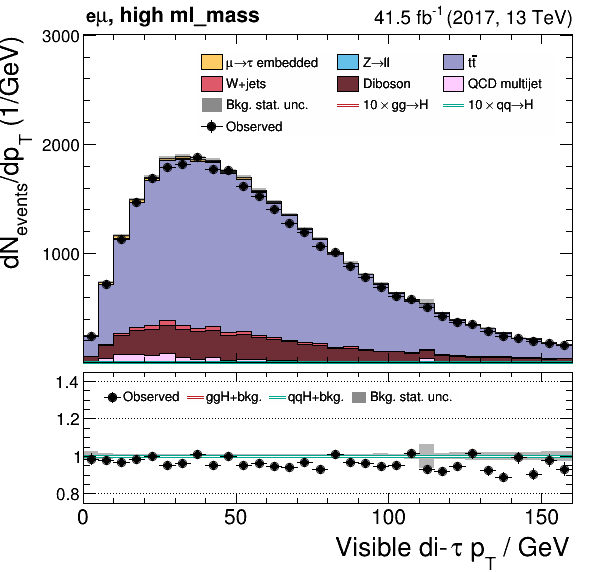 eμ, high ml_mass 41.5 fb⁻¹ (2017, 13 TeV)
dN_events/dp_T (1/GeV)
3000
2000
1000
μ→τ embedded Z→ll tt̄
W+jets Diboson QCD multijet
Bkg. stat. unc. 10 × gg→H 10 × qq→H
Observed
1.4
1.2
1
0.8
Observed ggH+bkg. qqH+bkg. Bkg. stat. unc.
0 50 100 150
Visible di-τ p_T / GeV